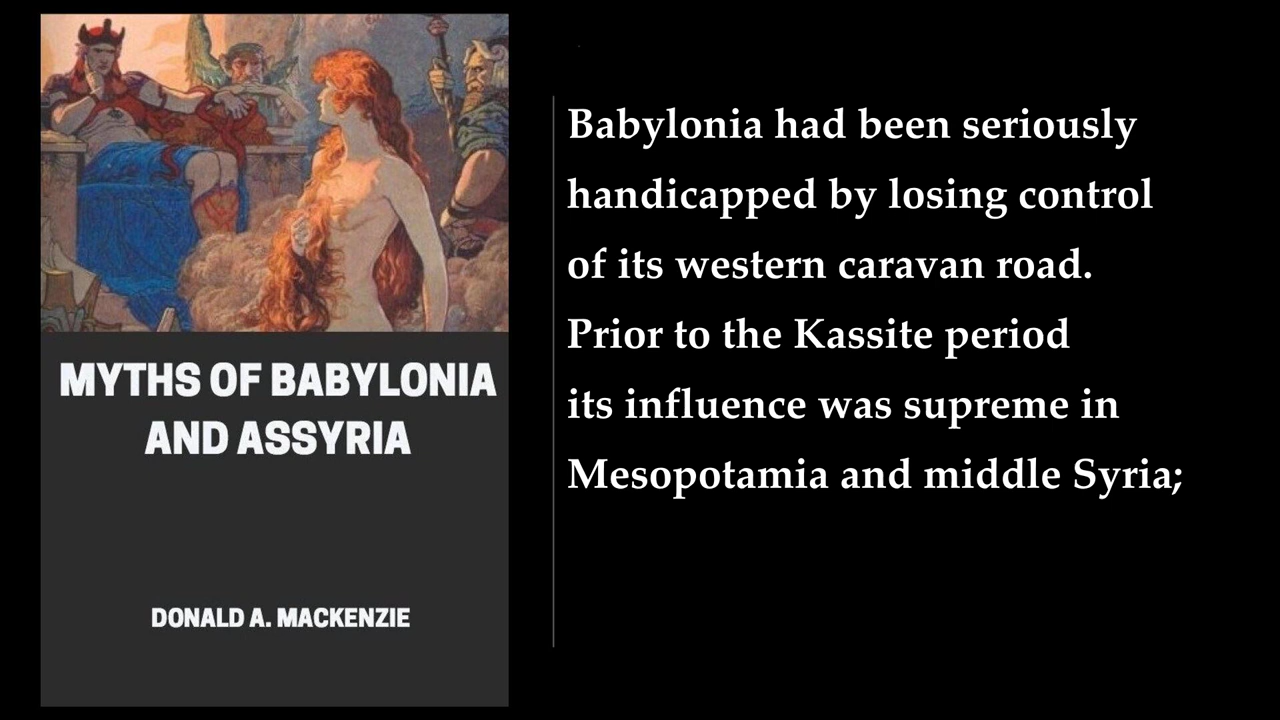 MYTHS OF BABYLONIA
AND ASSYRIA
DONALD A. MACKENZIE
Babylonia had been seriously
handicapped by losing control
of its western caravan road.
Prior to the Kassite period
its influence was supreme in
Mesopotamia and middle Syria;